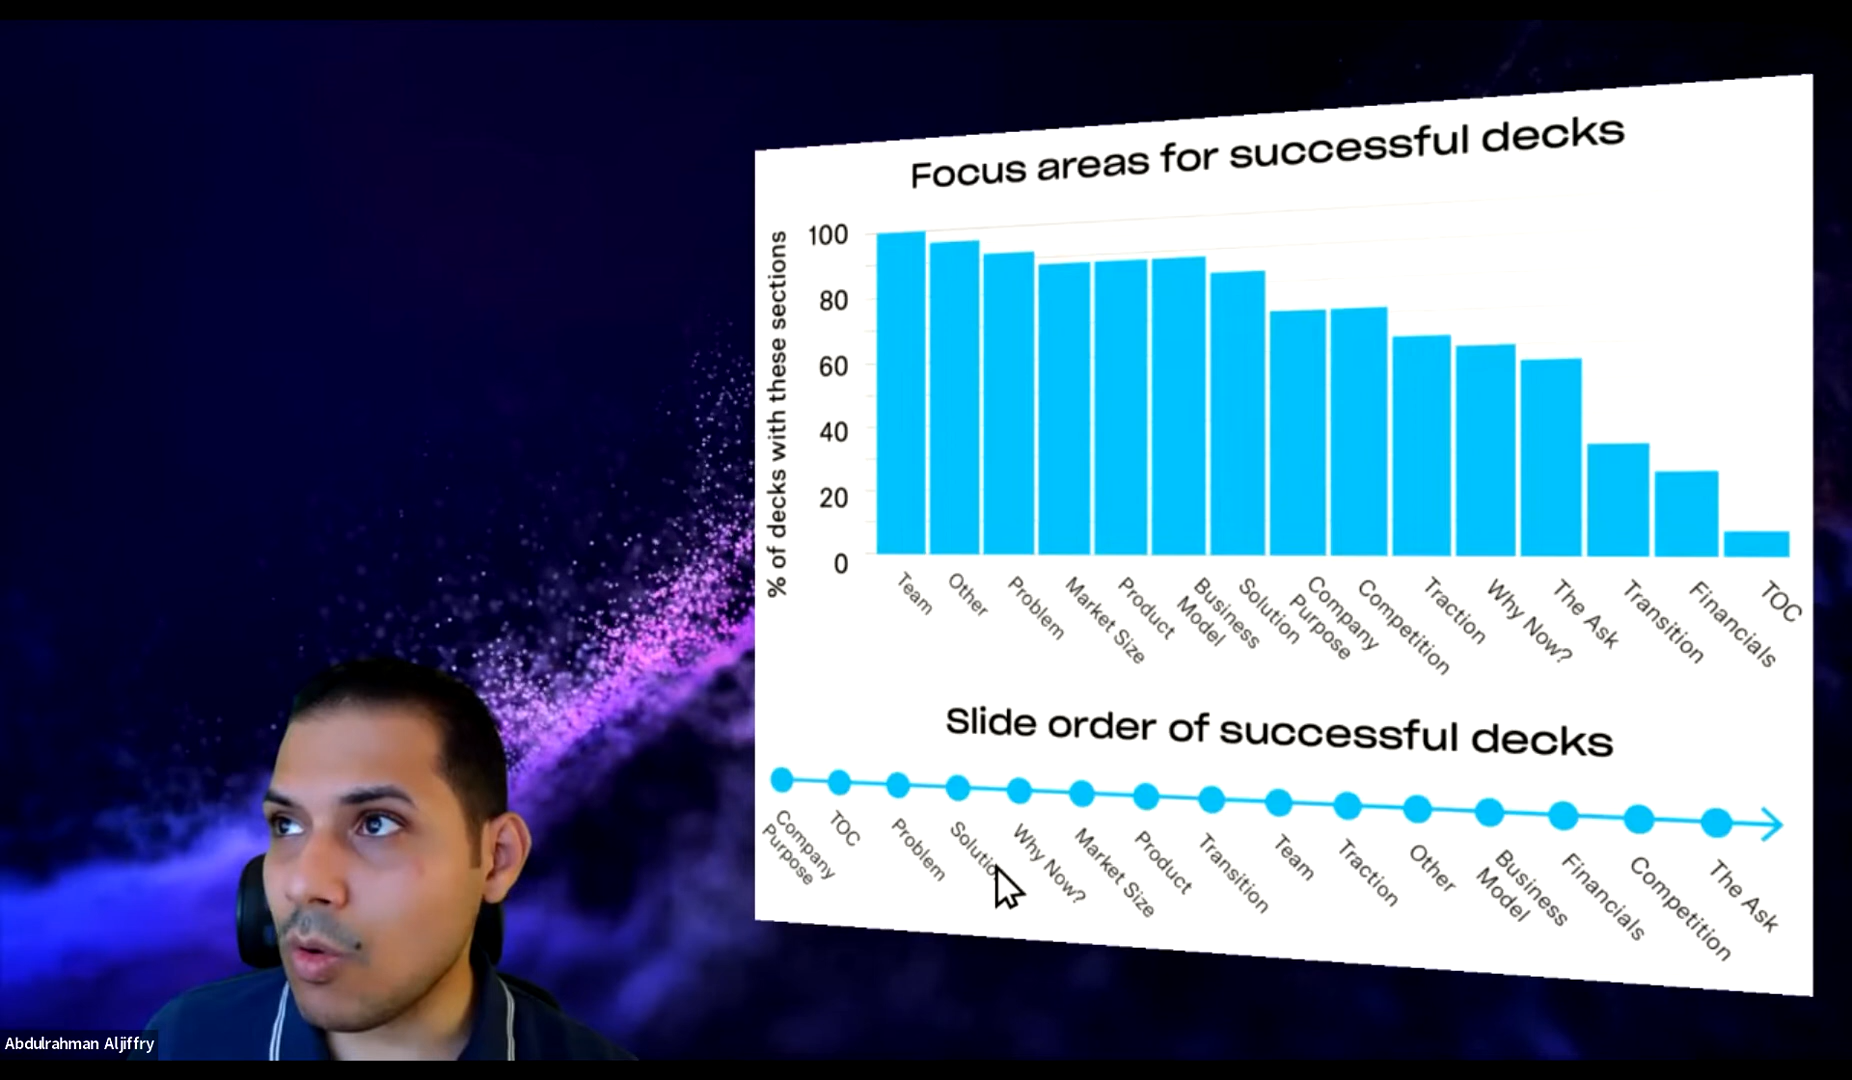 Focus areas for successful decks
% of decks with these sections
100
80
60
40
20
0
Team
Other
Problem
Market Size
Product
Business
Model
Solution
Company
Purpose
Competition
Traction
Why Now?
The Ask
Transition
Financials
TOC
Slide order of successful decks
Company
Purpose
TOC
Problem
Solution
Why Now?
Market Size
Product
Transition
Team
Traction
Other
Business
Model
Financials
Competition
The Ask
Abdulrahman Aljiffry